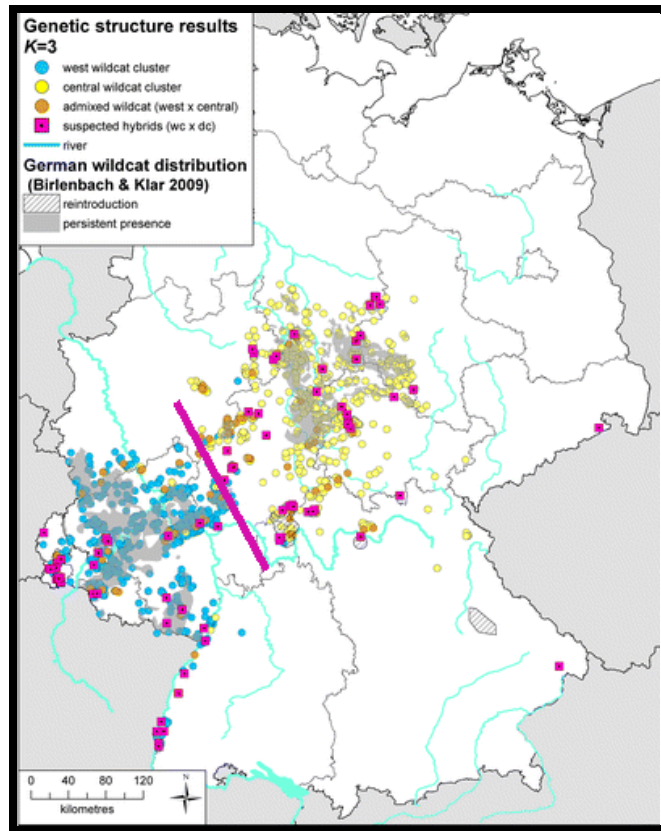 Genetic structure results
K=3
west wildcat cluster
central wildcat cluster
admixed wildcat (west x central)
suspected hybrids (wc x dc)
river
German wildcat distribution
(Birlenbach & Klar 2009)
reintroduction
persistent presence
0 20 40 80 120
kilometres
N